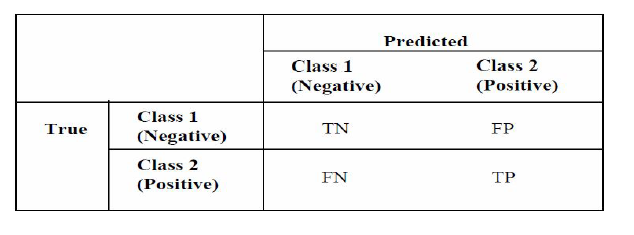 Predicted
Class 1 Class 2
(Negative) (Positive)
True Class 1 (Negative) TN FP
Class 2 (Positive) FN TP